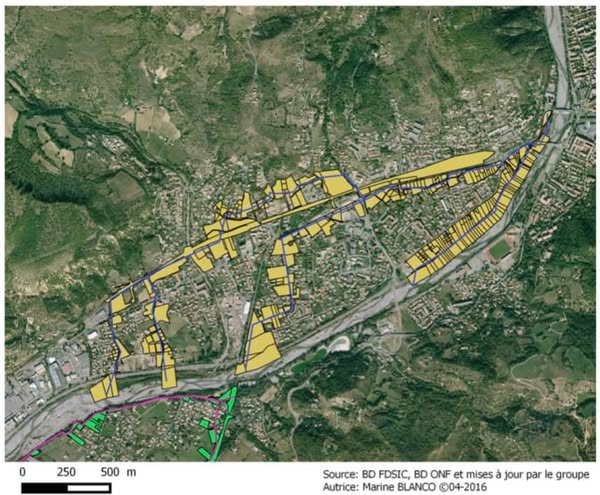 0 250 500 m
Source: BD FDSIC, BD ONF et mises à jour par le groupe
Autrice: Marine BLANCO ©04-2016